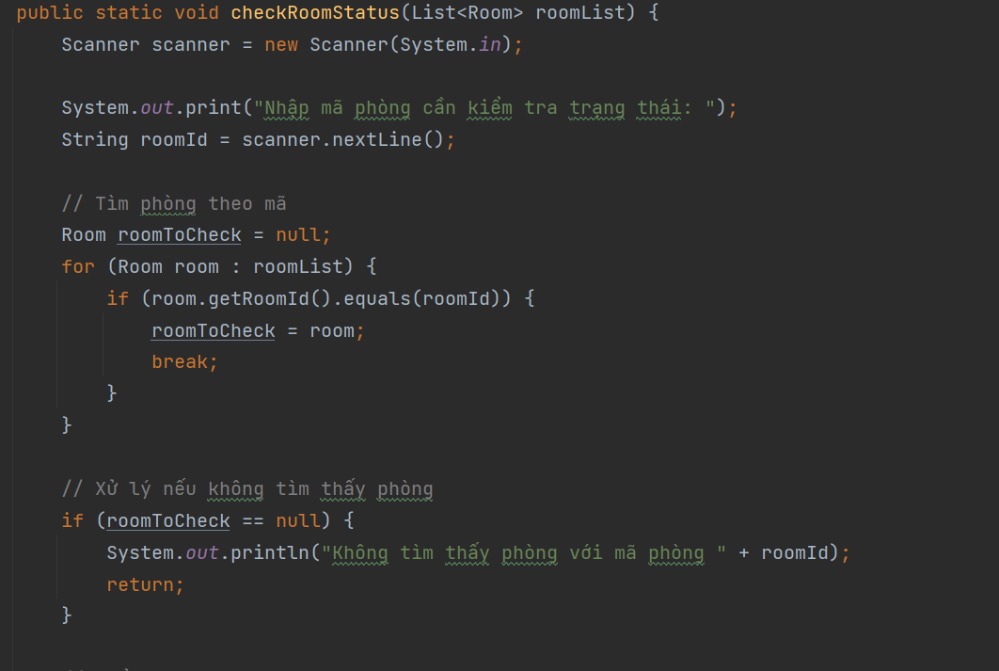 public static void checkRoomStatus(List<Room> roomList) {
    Scanner scanner = new Scanner(System.in);
    System.out.print("Nhập mã phòng cần kiểm tra trạng thái: ");
    String roomId = scanner.nextLine();
    // Tìm phòng theo mã
    Room roomToCheck = null;
    for (Room room : roomList) {
        if (room.getRoomId().equals(roomId)) {
            roomToCheck = room;
            break;
        }
    }
    // Xử lý nếu không tìm thấy phòng
    if (roomToCheck == null) {
        System.out.println("Không tìm thấy phòng với mã phòng " + roomId);
        return;
    }